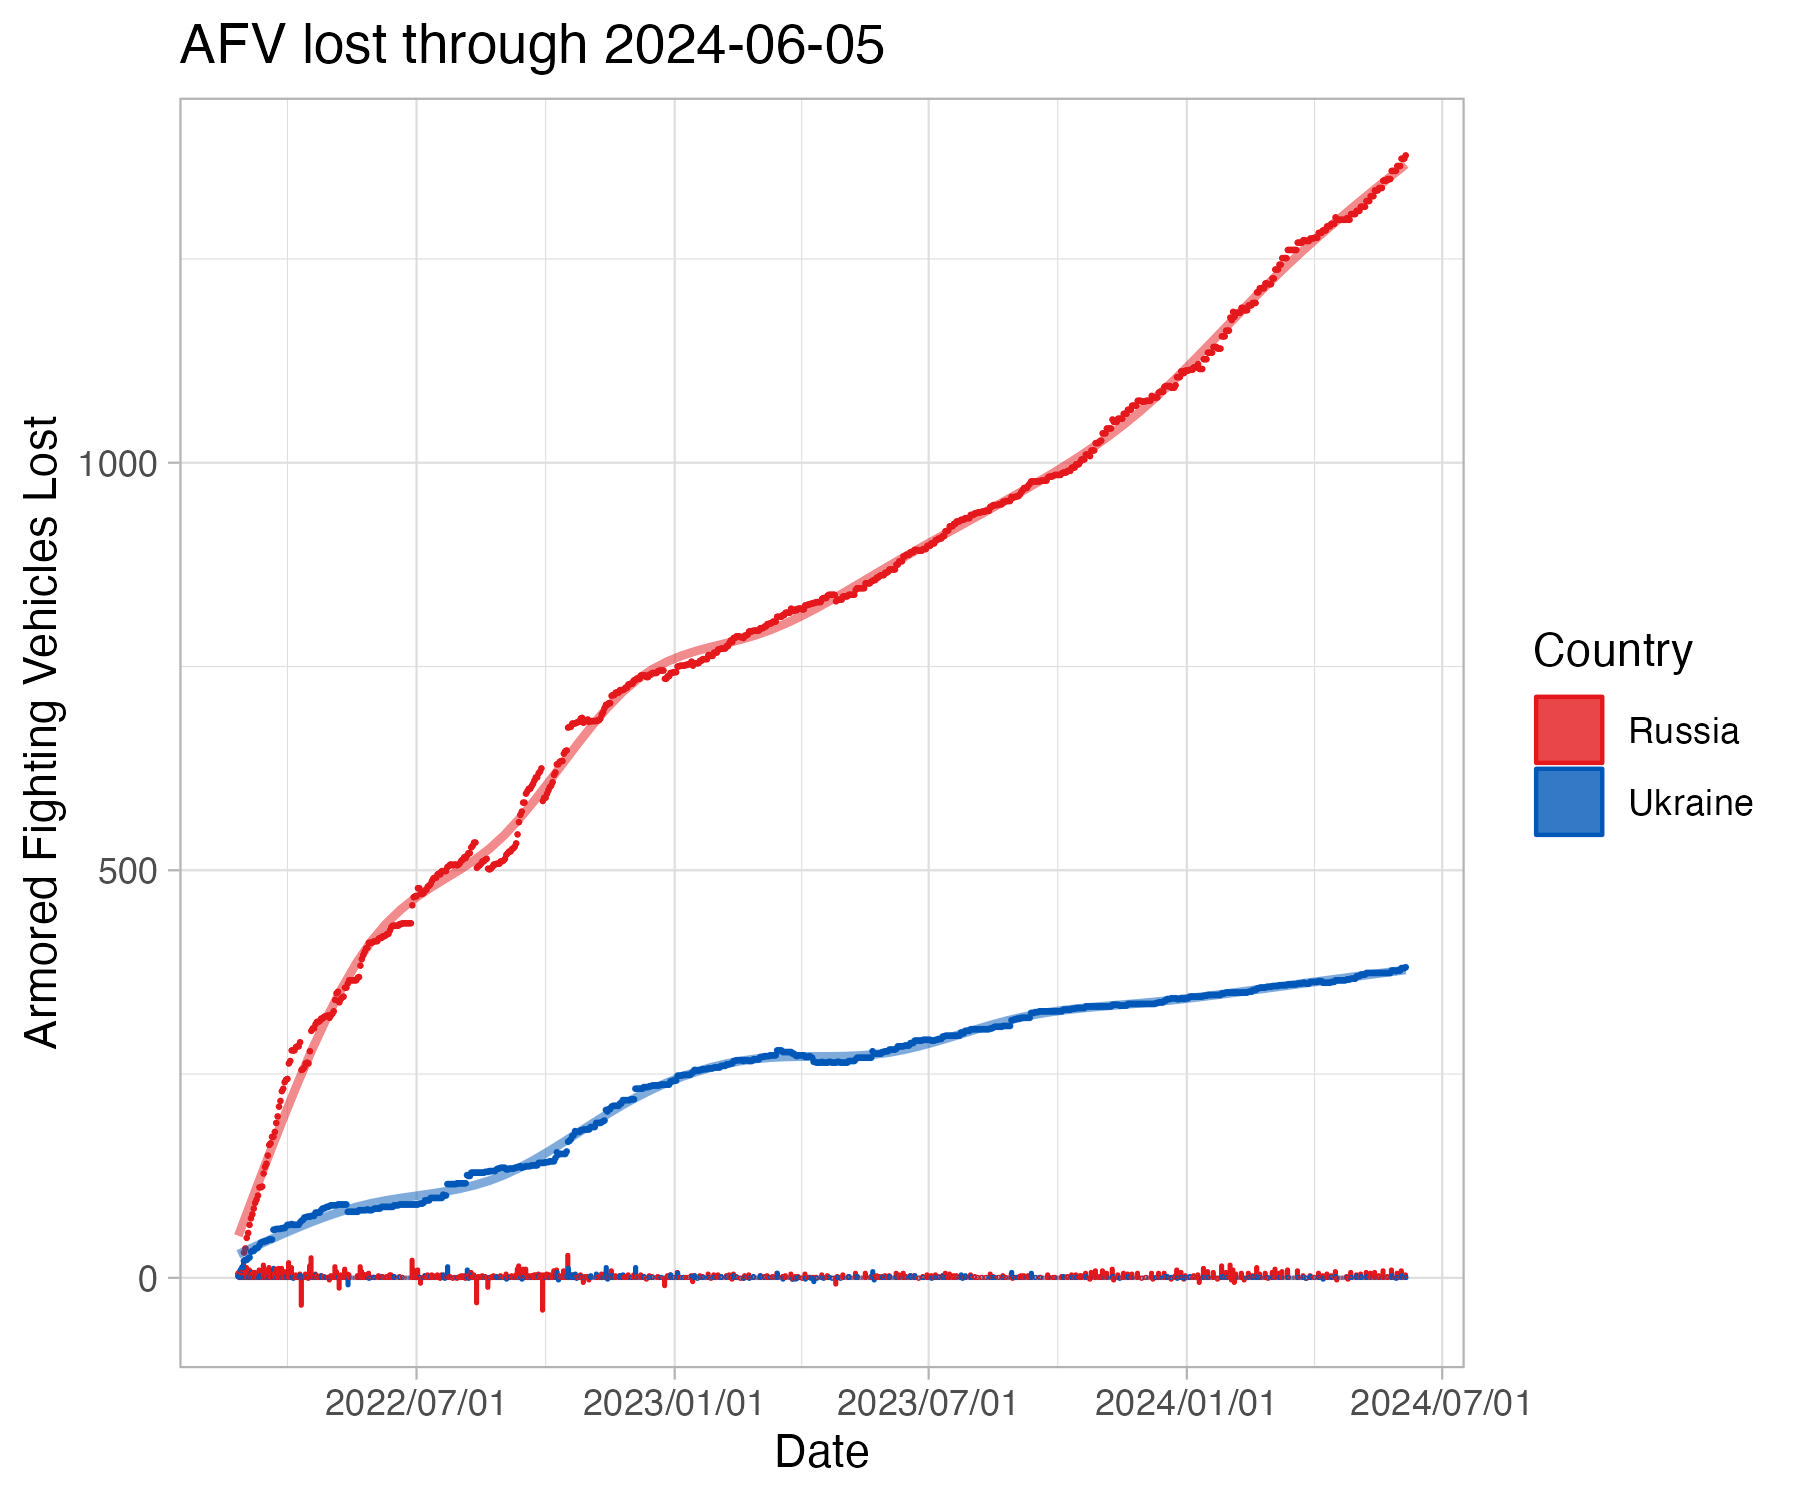 AFV lost through 2024-06-05
Armored Fighting Vehicles Lost
1000
500
0
2022/07/01
2023/01/01
2023/07/01
2024/01/01
2024/07/01
Date
Country
Russia
Ukraine